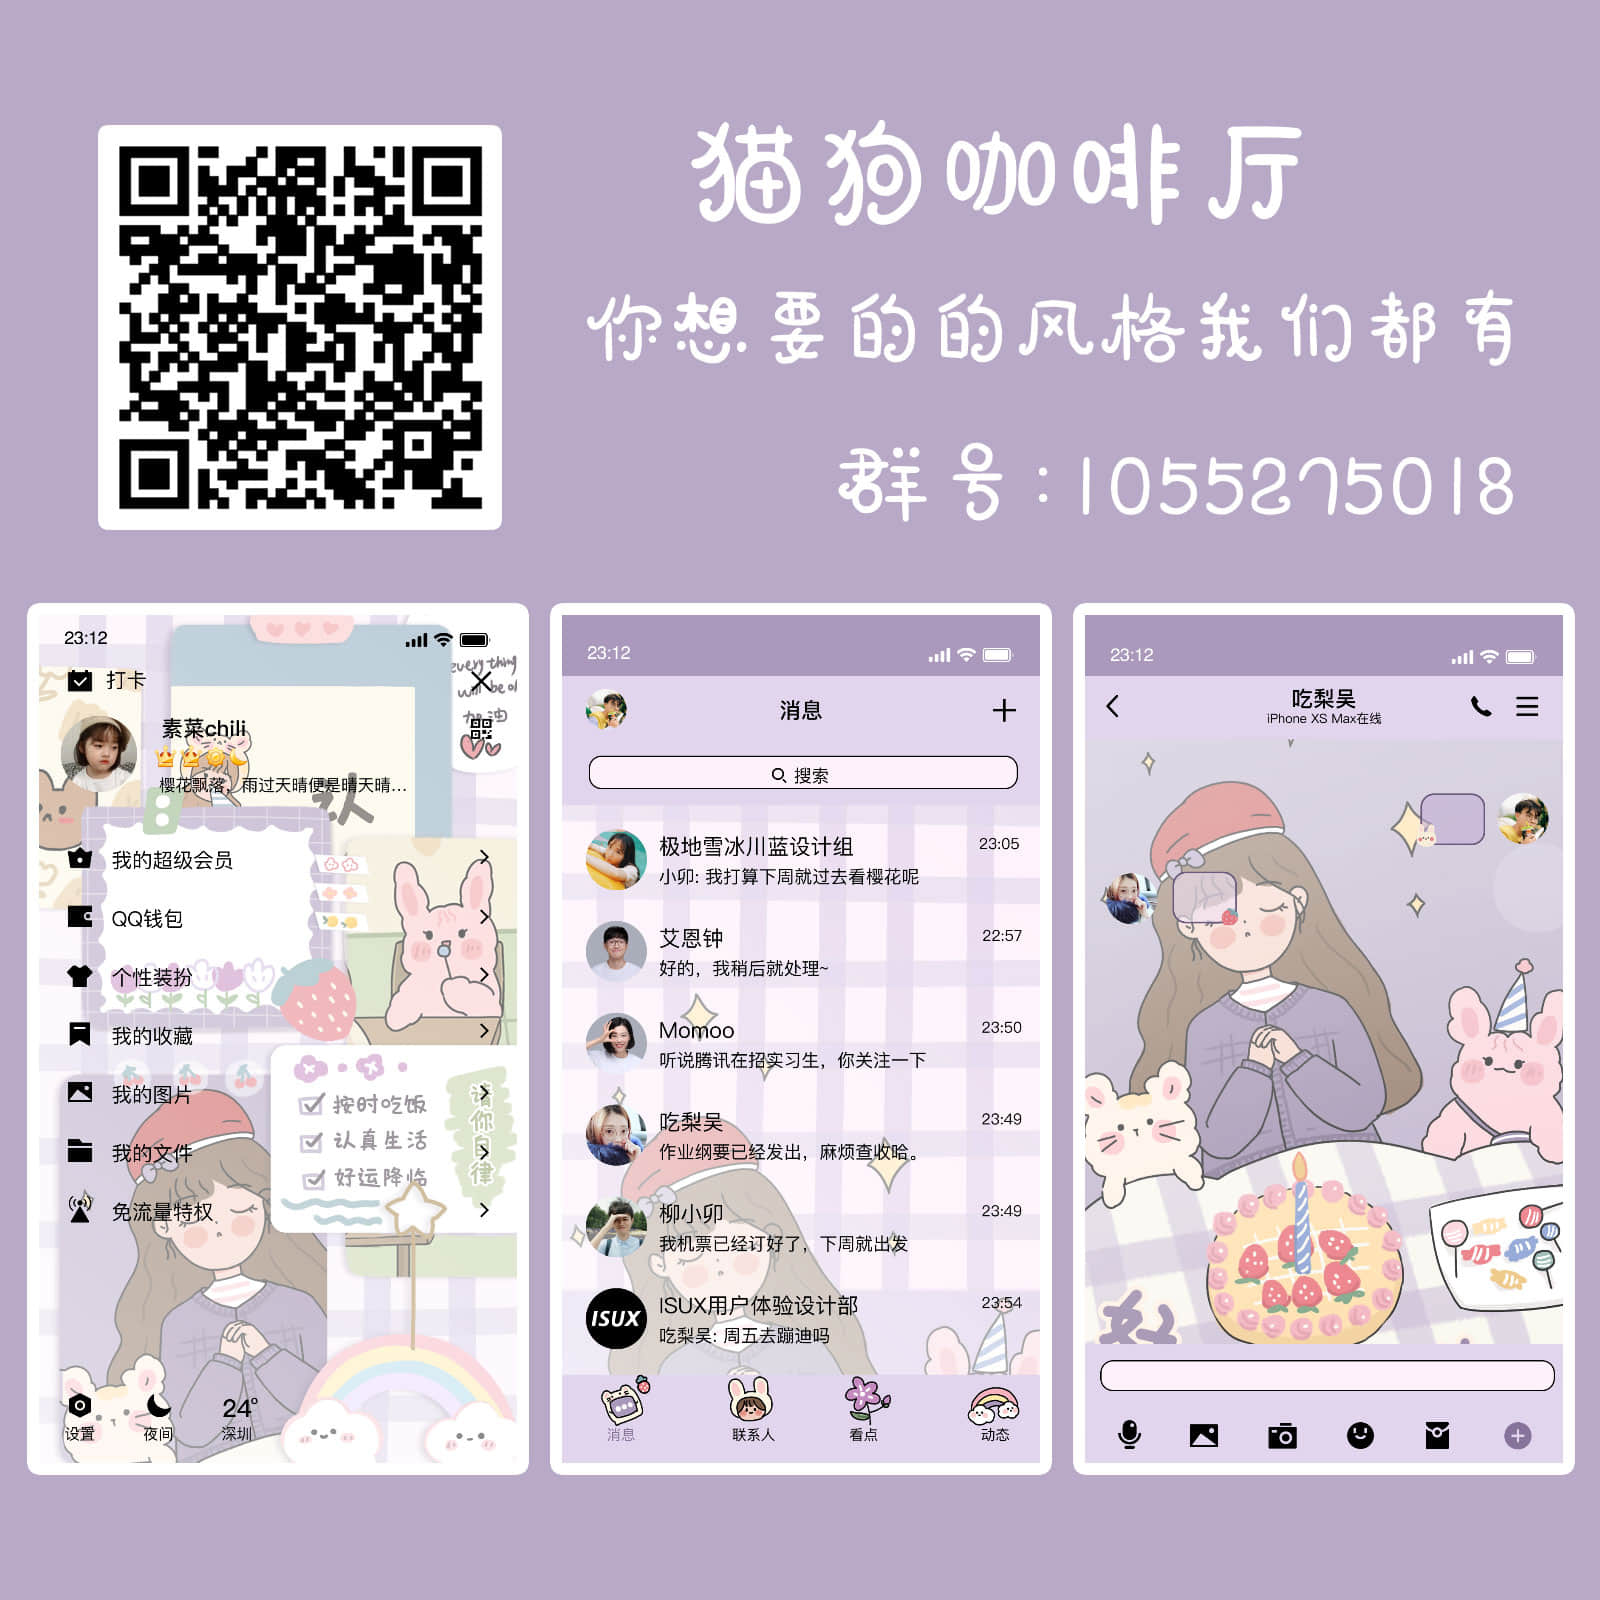 猫狗咖啡厅
你想要的的风格我们都有
群号:1055275018
23:12
打卡
everything
will be ok
加油
素菜chili
樱花飘落，雨过天晴便是晴天晴...
我的超级会员
QQ钱包
个性装扮
我的收藏
我的图片
我的文件
免流量特权
按时吃饭
认真生活
好运降临
请你自律
24°
设置
夜间
深圳
23:12
消息
搜索
极地雪冰川蓝设计组
23:05
小卯: 我打算下周就过去看樱花呢
艾恩钟
22:57
好的，我稍后就处理~
Momoo
23:50
听说腾讯在招实习生，你关注一下
吃梨吴
23:49
作业纲要已经发出，麻烦查收哈。
柳小卯
23:49
我机票已经订好了，下周就出发
ISUX
ISUX用户体验设计部
23:54
吃梨吴: 周五去蹦迪吗
消息
联系人
看点
动态
23:12
吃梨吴
iPhone XS Max在线